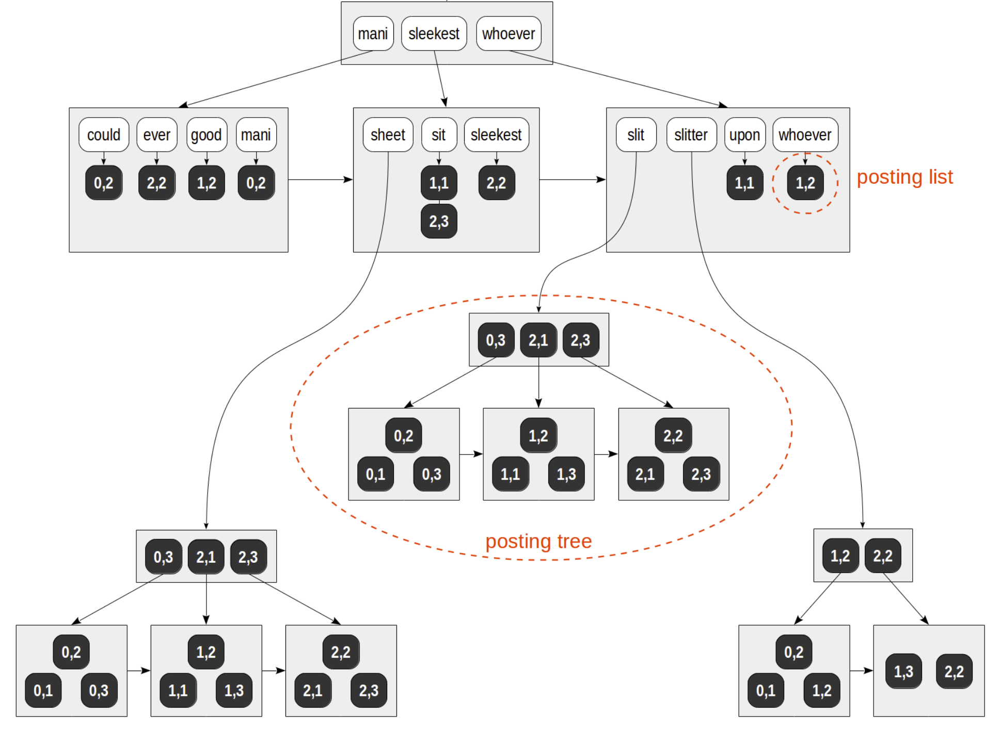 mani sleekest whoever
could ever good mani
sheet sit sleekest
slit slitter upon whoever
0,2 2,2 1,2 0,2
1,1 2,2
2,3
1,1 1,2
posting list
0,3 2,1 2,3
0,2
0,1 0,3
1,2
1,1 1,3
2,2
2,1 2,3
posting tree
0,3 2,1 2,3
0,2
0,1 0,3
1,2
1,1 1,3
2,2
2,1 2,3
1,2 2,2
0,2
0,1 1,2
1,3 2,2